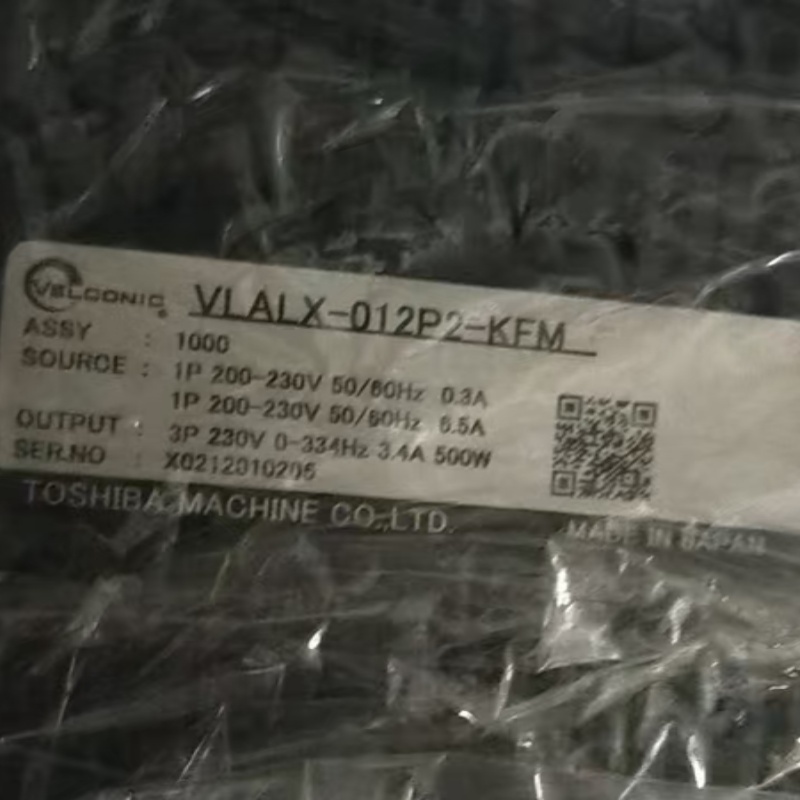 VELCONIC VLALX-012P2-KFM
ASSY : 1000
SOURCE : 1P 200-230V 50/60Hz 0.3A
1P 200-230V 50/60Hz 6.5A
OUTPUT : 3P 230V 0-334Hz 3.4A 500W
SER.NO : X0212010206
TOSHIBA MACHINE CO.,LTD.
MADE IN JAPAN